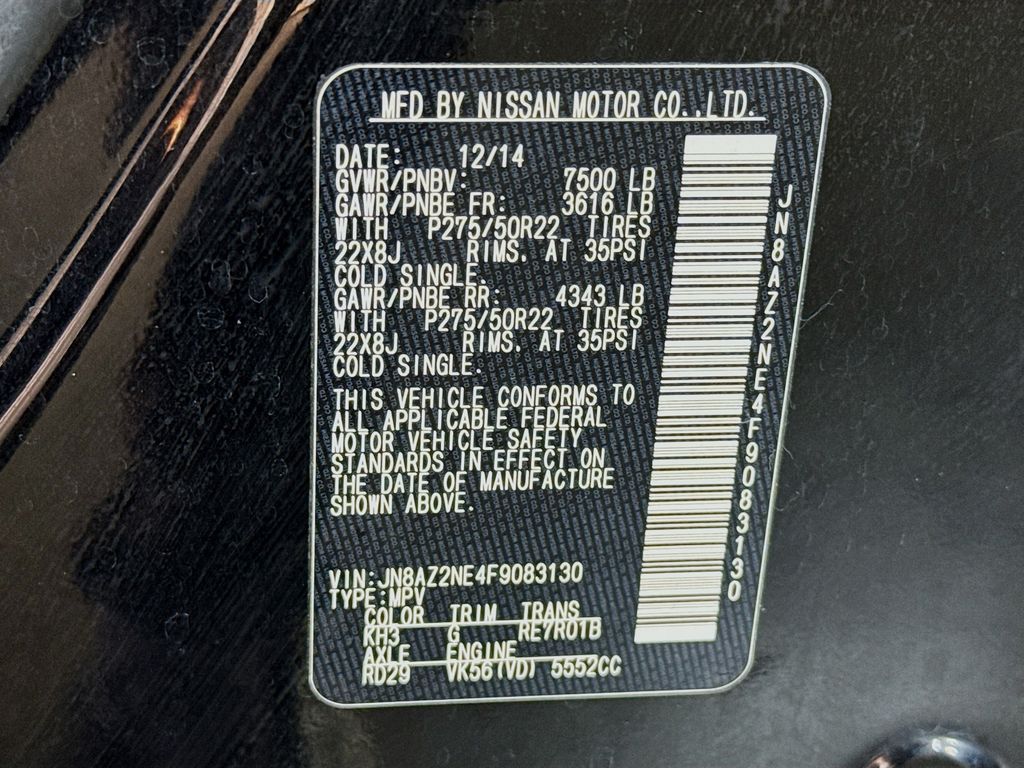 MFD BY NISSAN MOTOR CO.,LTD.
DATE: 12/14
GVWR/PNBV: 7500 LB
GAWR/PNBE FR: 3616 LB
WITH P275/50R22 TIRES
22X8J RIMS, AT 35PSI
COLD SINGLE.
GAWR/PNBE RR: 4343 LB
WITH P275/50R22 TIRES
22X8J RIMS, AT 35PSI
COLD SINGLE.
THIS VEHICLE CONFORMS TO
ALL APPLICABLE FEDERAL
MOTOR VEHICLE SAFETY
STANDARDS IN EFFECT ON
THE DATE OF MANUFACTURE
SHOWN ABOVE.
VIN:JN8AZ2NE4F9083130
TYPE:MPV
COLOR TRIM TRANS
KH3 G RE7R01B
AXLE ENGINE
RD29 VK56(VD) 5552CC
JN8AZ2NE4F9083130